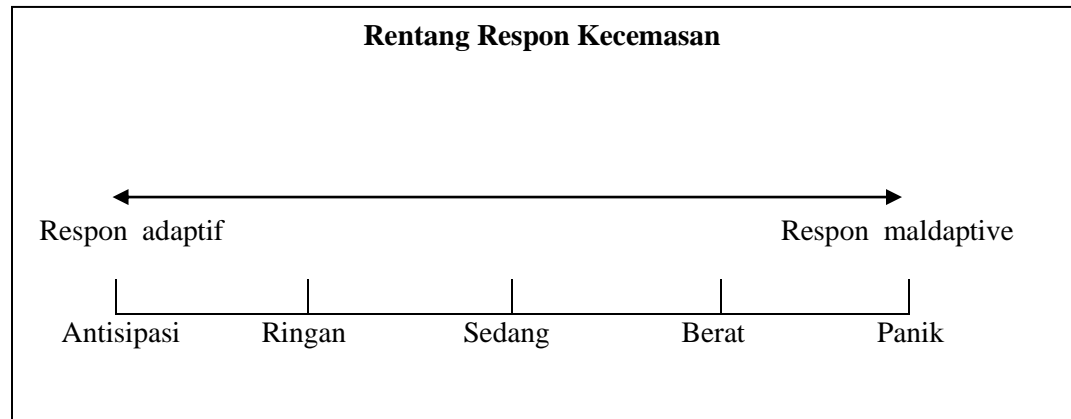 Rentang Respon Kecemasan
Respon adaptif Respon maldaptive
Antisipasi Ringan Sedang Berat Panik